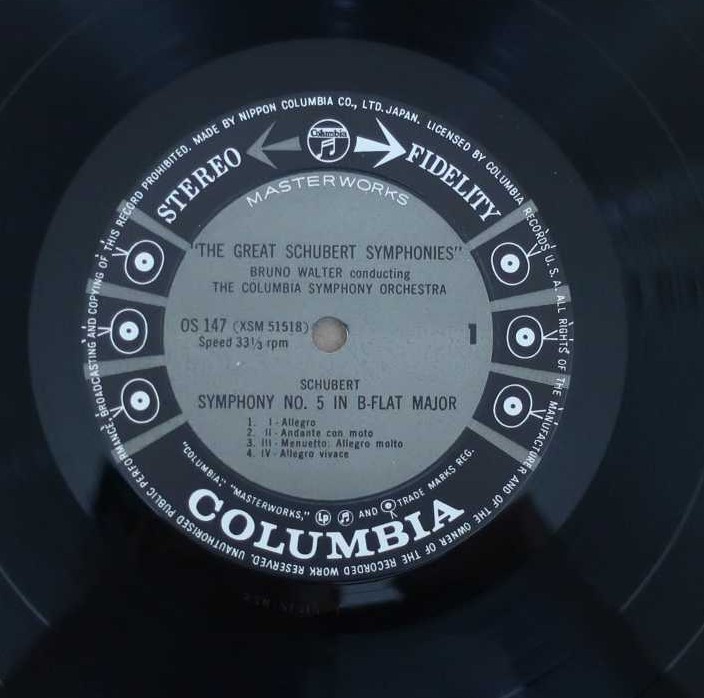 MADE BY NIPPON COLUMBIA CO., LTD. JAPAN. LICENSED BY COLUMBIA RECORDS U.S.A. ALL RIGHTS OF THE MANUFACTURER AND OF THE OWNER OF THE RECORDED WORK RESERVED. UNAUTHORISED PUBLIC PERFORMANCE, BROADCASTING AND COPYING OF THIS RECORD PROHIBITED.
Columbia
STEREO FIDELITY
MASTERWORKS
"THE GREAT SCHUBERT SYMPHONIES"
BRUNO WALTER conducting
THE COLUMBIA SYMPHONY ORCHESTRA
OS 147 (XSM 51518)
1
Speed 33⅓ rpm
SCHUBERT
SYMPHONY NO. 5 IN B-FLAT MAJOR
1. I - Allegro
2. II - Andante con moto
3. III - Menuetto: Allegro molto
4. IV - Allegro vivace
"COLUMBIA," "MASTERWORKS," Lp AND TRADE MARKS REG.
COLUMBIA